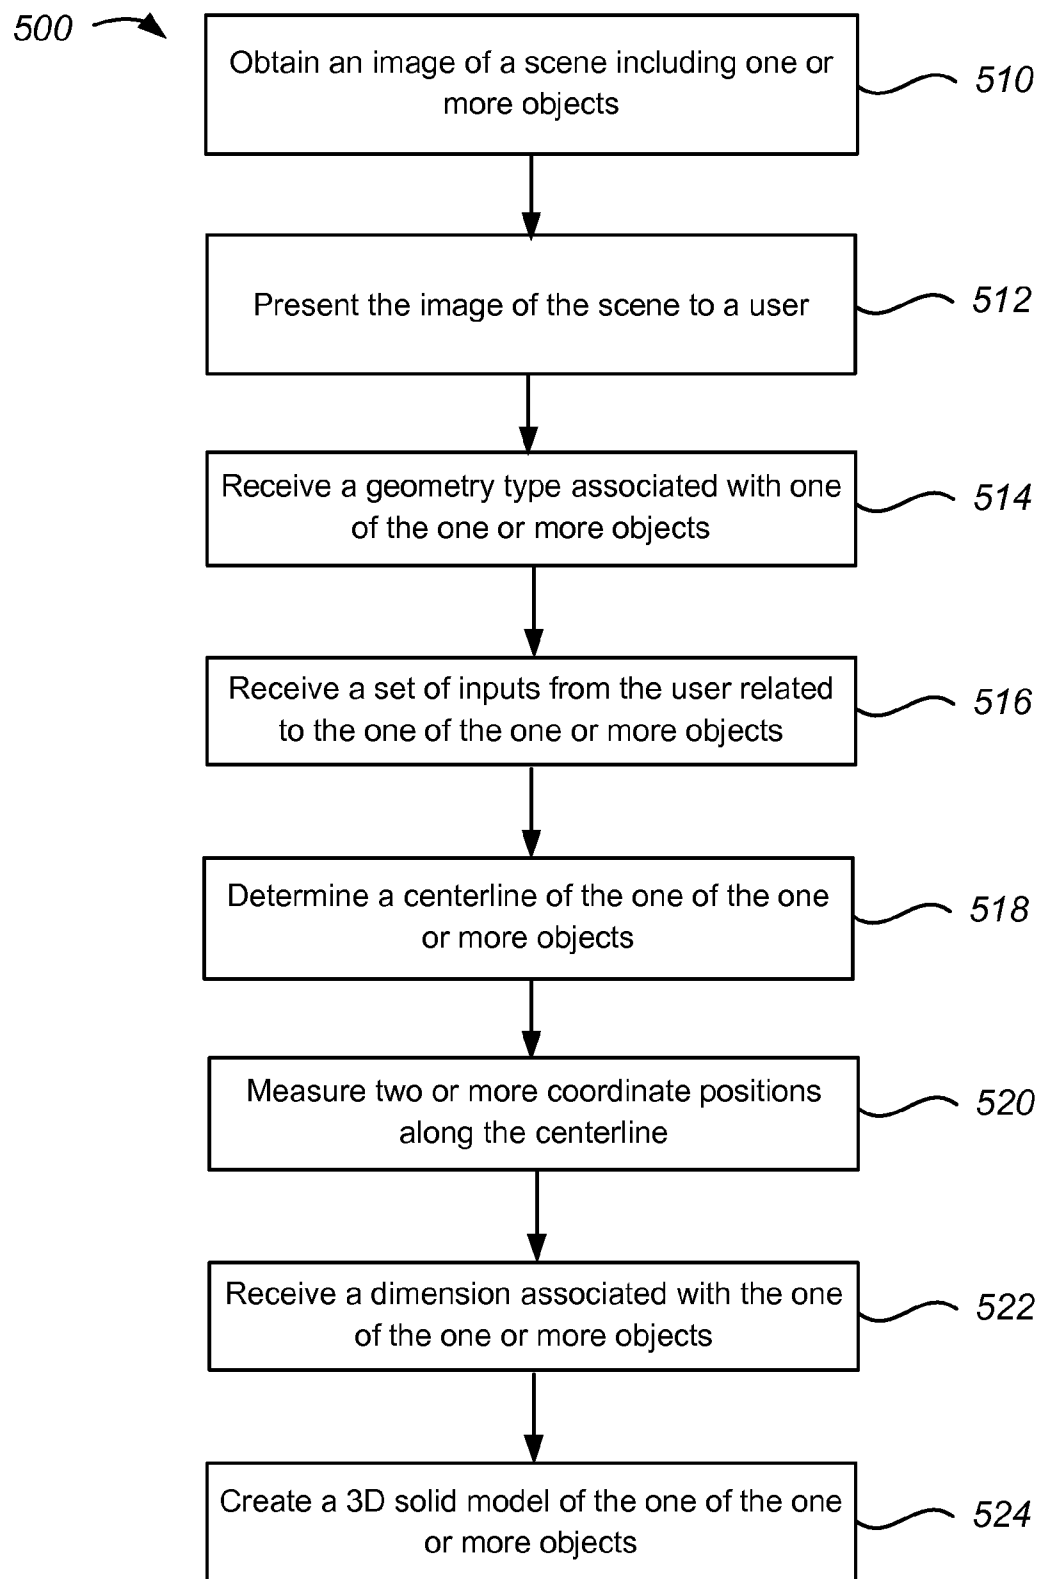 500
Obtain an image of a scene including one or
more objects
510
Present the image of the scene to a user
512
Receive a geometry type associated with one
of the one or more objects
514
Receive a set of inputs from the user related
to the one of the one or more objects
516
Determine a centerline of the one of the one
or more objects
518
Measure two or more coordinate positions
along the centerline
520
Receive a dimension associated with the one
of the one or more objects
522
Create a 3D solid model of the one of the one
or more objects
524